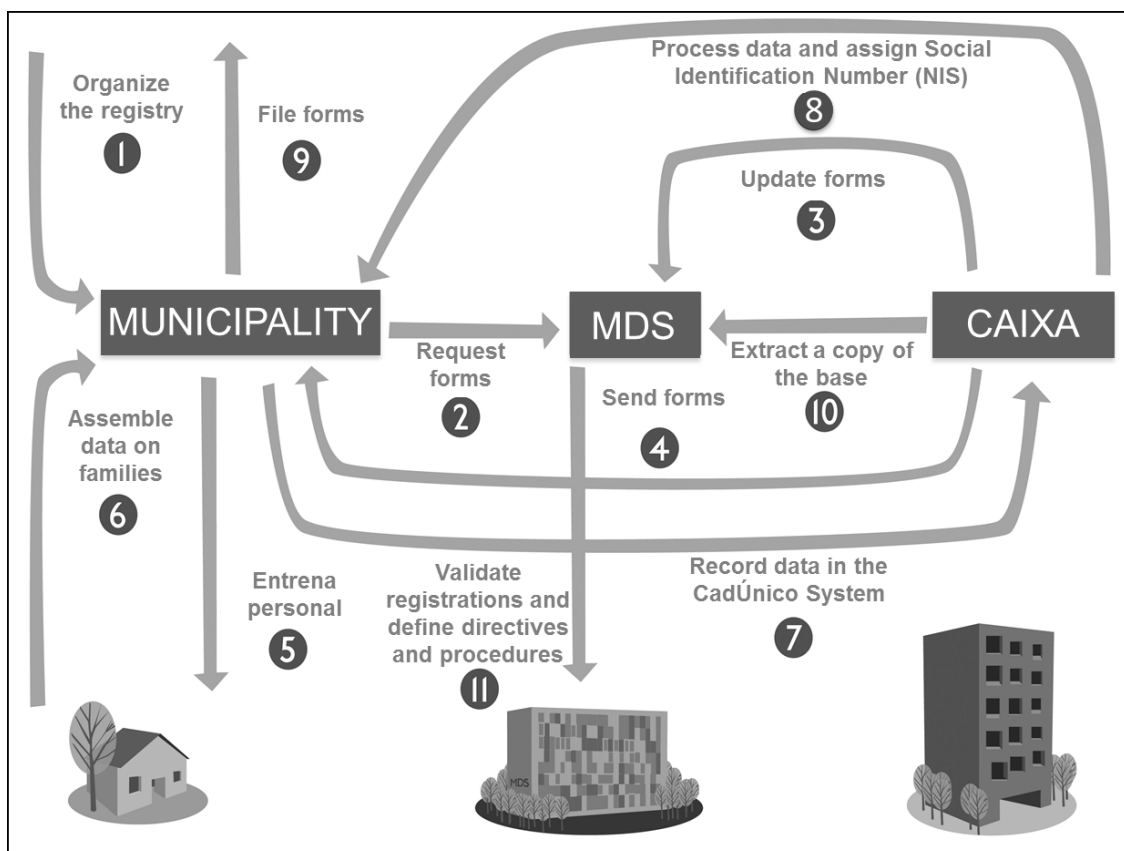 Organize
the registry
1
File forms
9
Process data and assign Social
Identification Number (NIS)
8
Update forms
3
MUNICIPALITY
MDS
CAIXA
Request
forms
2
Extract a copy of
the base
10
Send forms
4
Assemble
data on
families
6
Entrena
personal
5
Validate
registrations and
define directives
and procedures
11
Record data in the
CadÚnico System
7
MDS